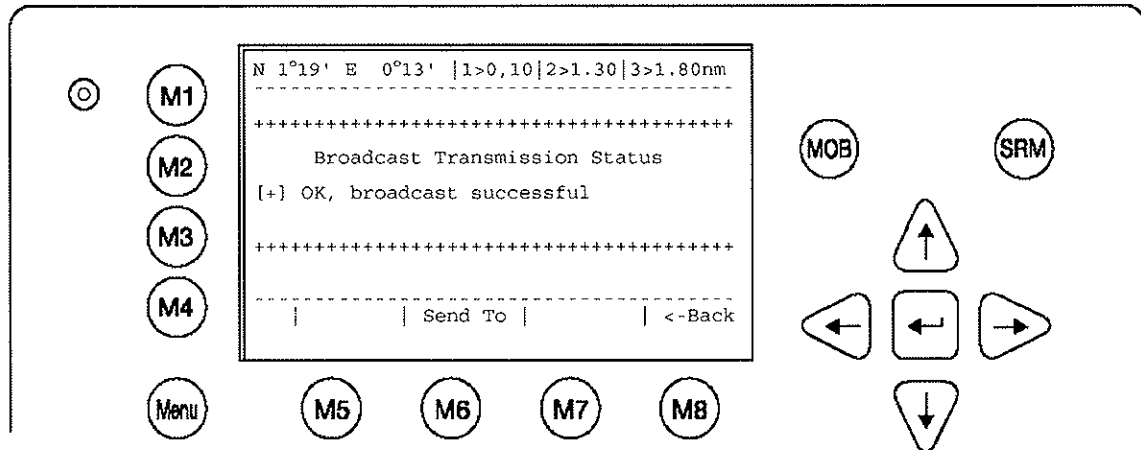 N 1°19' E 0°13' |1>0,10|2>1.30|3>1.80nm
----------------------------------------
++++++++++++++++++++++++++++++++++++++++
Broadcast Transmission Status
[+] OK, broadcast successful
++++++++++++++++++++++++++++++++++++++++
----------------------------------------
| | Send To | | <-Back
M1
M2
M3
M4
Menu
M5
M6
M7
M8
MOB
SRM